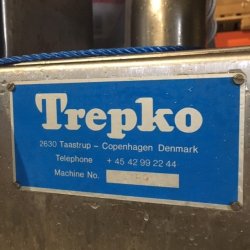 Trepko
2630 Taastrup – Copenhagen Denmark
Telephone + 45 42 99 22 44
Machine No.